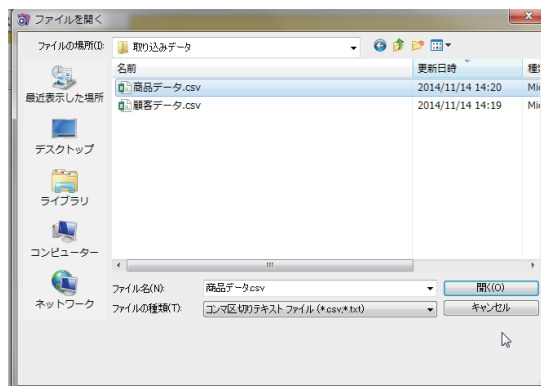 ファイルを開く
ファイルの場所(I):
取り込みデータ
名前
更新日時
商品データ.csv
2014/11/14 14:20
顧客データ.csv
2014/11/14 14:19
最近表示した場所
デスクトップ
ライブラリ
コンピューター
ネットワーク
ファイル名(N):
商品データ.csv
開く(O)
ファイルの種類(T):
コンマ区切りテキスト ファイル (*.csv;*.txt)
キャンセル